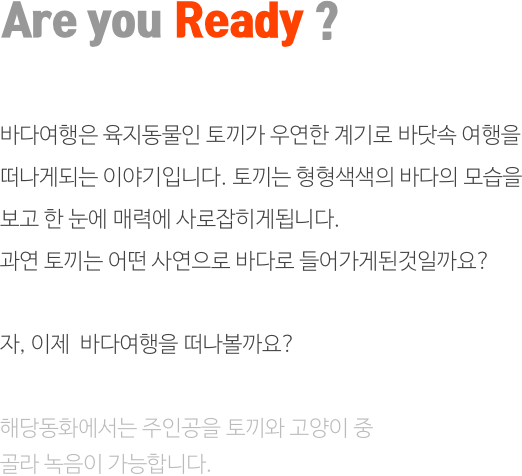 Are you Ready ?
바다여행은 육지동물인 토끼가 우연한 계기로 바닷속 여행을
떠나게되는 이야기입니다. 토끼는 형형색색의 바다의 모습을
보고 한 눈에 매력에 사로잡히게됩니다.
과연 토끼는 어떤 사연으로 바다로 들어가게된것일까요?
자, 이제  바다여행을 떠나볼까요?
해당동화에서는 주인공을 토끼와 고양이 중
골라 녹음이 가능합니다.